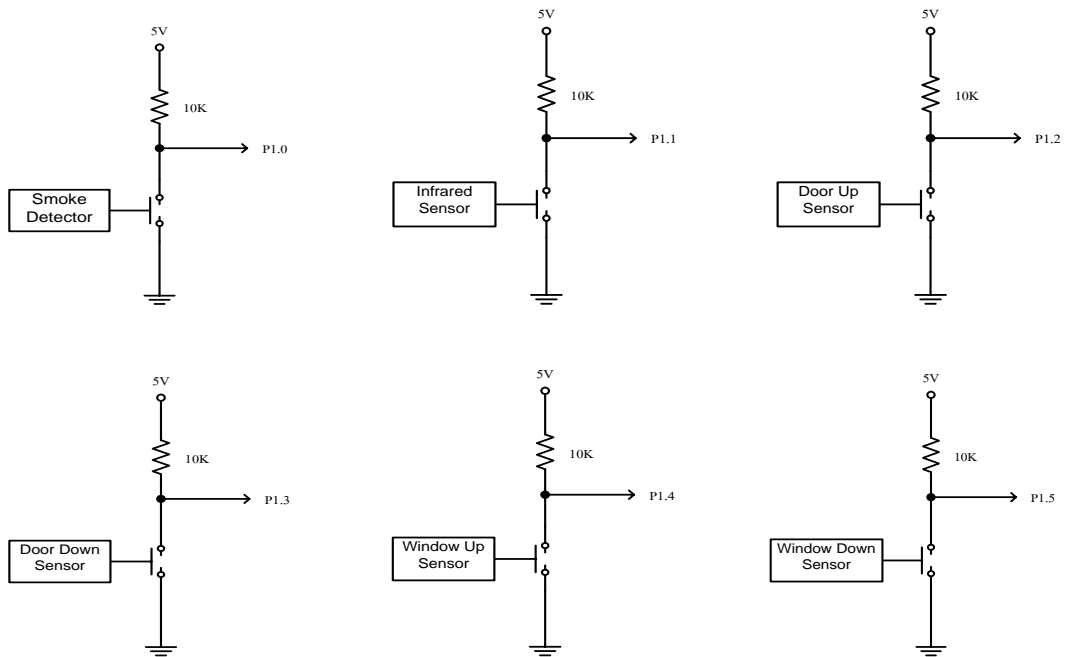 5V
10K
P1.0
Smoke
Detector
5V
10K
P1.1
Infrared
Sensor
5V
10K
P1.2
Door Up
Sensor
5V
10K
P1.3
Door Down
Sensor
5V
10K
P1.4
Window Up
Sensor
5V
10K
P1.5
Window Down
Sensor